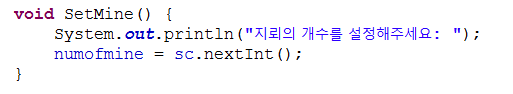 void SetMine() {
    System.out.println("지뢰의 개수를 설정해주세요: ");
    numofmine = sc.nextInt();
}